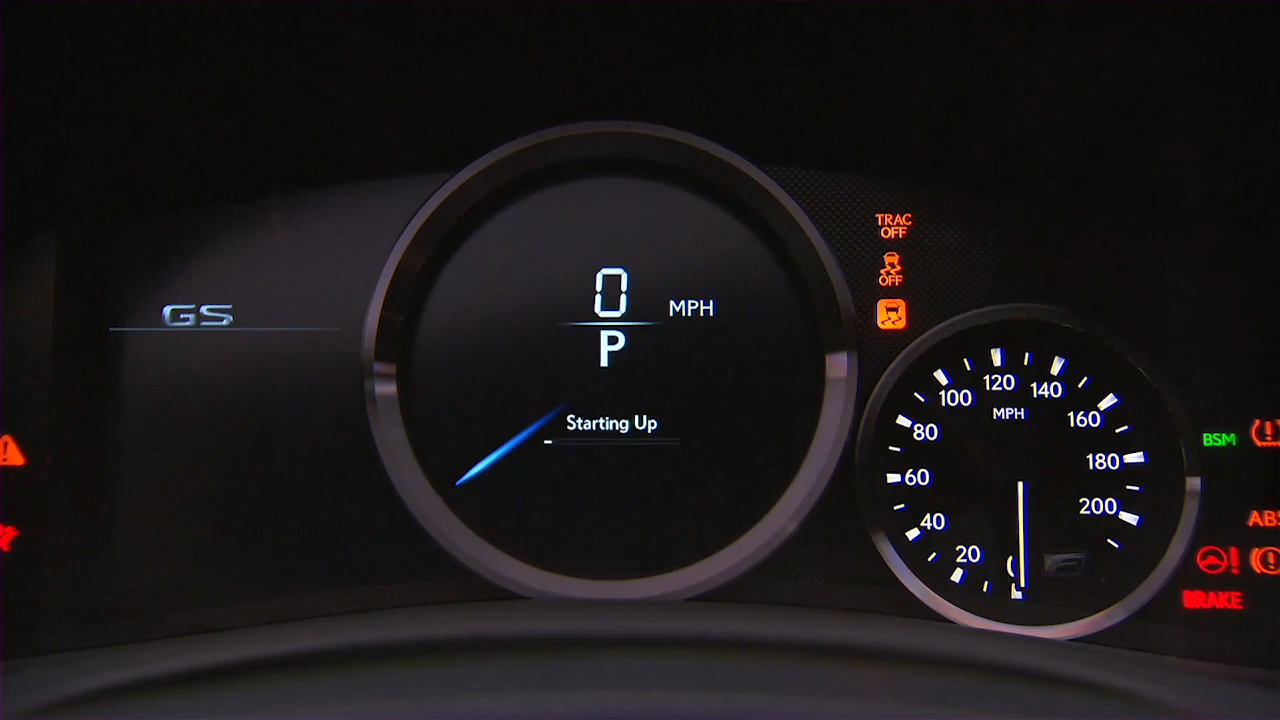 GS
0 MPH
P
Starting Up
TRAC
OFF
OFF
20
40
60
80
100
120
140
160
180
200
MPH
F
BSM
BRAKE